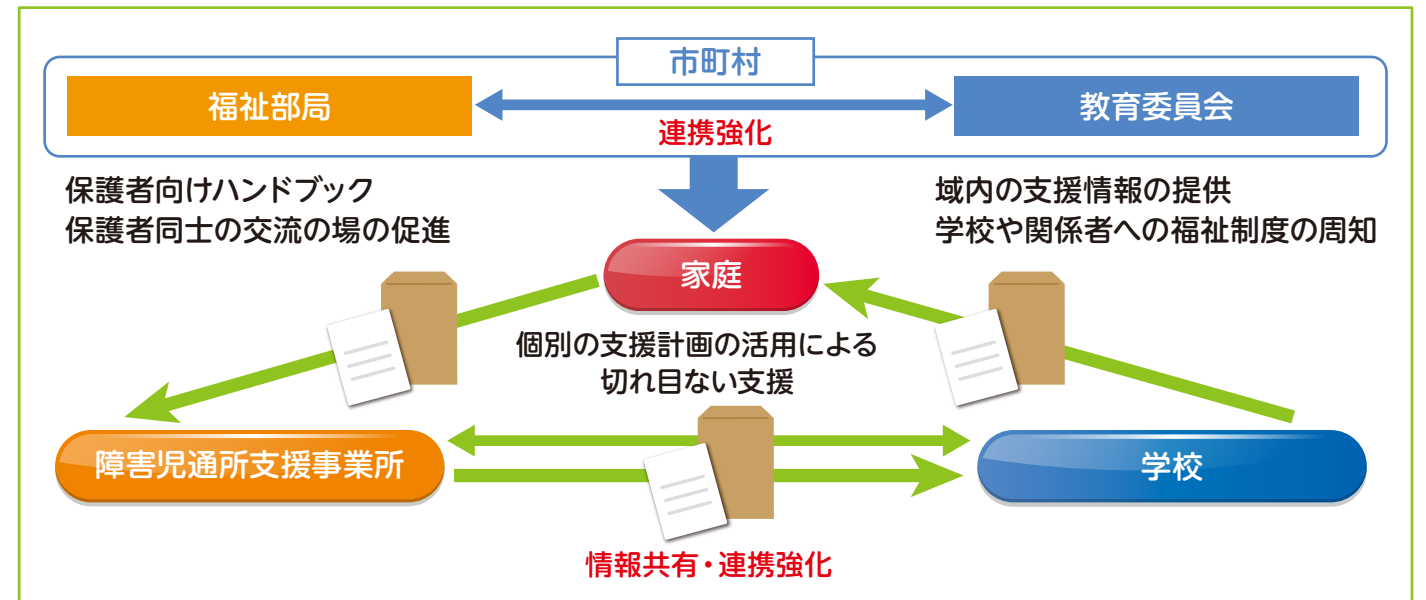 市町村
福祉部局
教育委員会
連携強化
保護者向けハンドブック
保護者同士の交流の場の促進
域内の支援情報の提供
学校や関係者への福祉制度の周知
家庭
個別の支援計画の活用による
切れ目ない支援
障害児通所支援事業所
学校
情報共有・連携強化